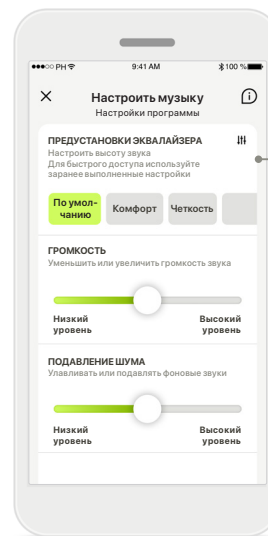 PH 9:41 AM 100 %
Настроить музыку
Настройки программы
ПРЕДУСТАНОВКИ ЭКВАЛАЙЗЕРА
Настроить высоту звука
Для быстрого доступа используйте
заранее выполненные настройки
По умол-
чанию
Комфорт
Четкость
ГРОМКОСТЬ
Уменьшить или увеличить громкость звука
Низкий
уровень
Высокий
уровень
ПОДАВЛЕНИЕ ШУМА
Улавливать или подавлять фоновые звуки
Низкий
уровень
Высокий
уровень